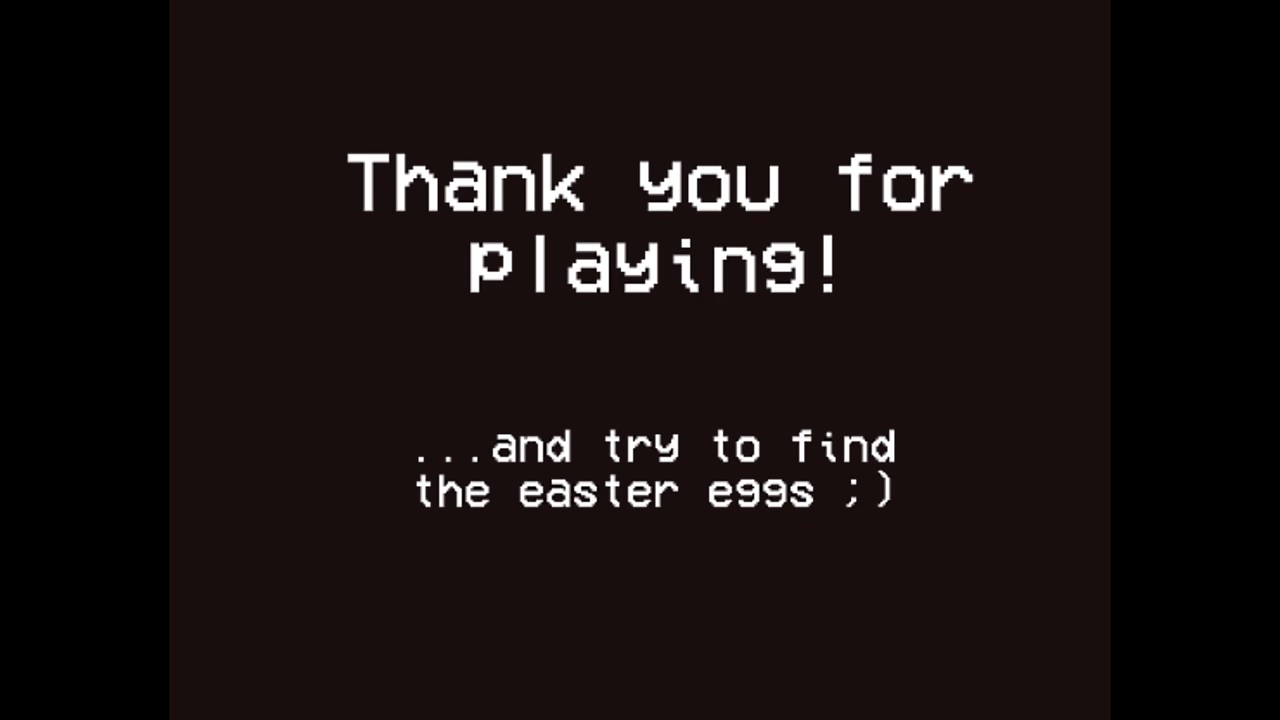 Thank you for
playing!
...and try to find
the easter eggs ;)